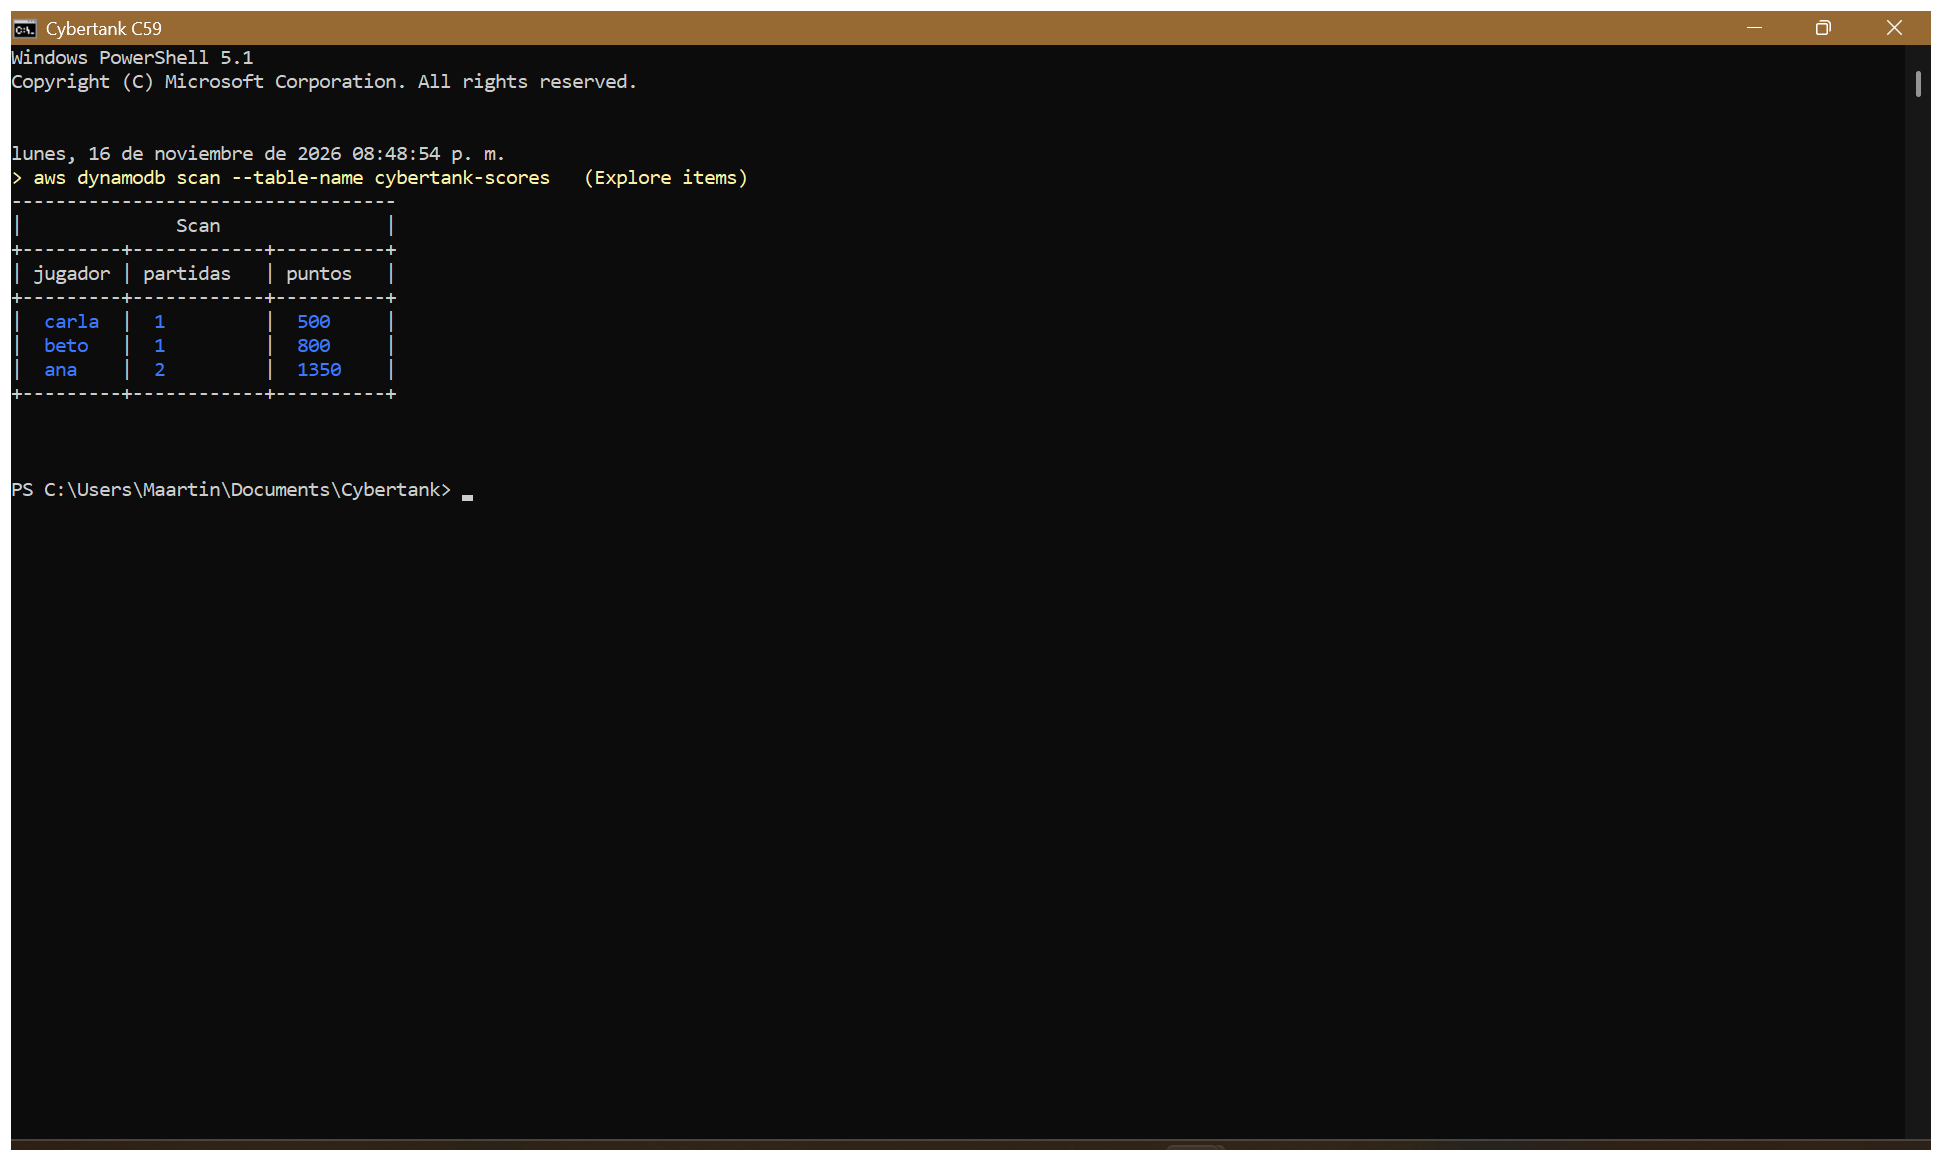 Cybertank C59
Windows PowerShell 5.1
Copyright (C) Microsoft Corporation. All rights reserved.
lunes, 16 de noviembre de 2026 08:48:54 p. m.
> aws dynamodb scan --table-name cybertank-scores   (Explore items)
-----------------------------------
|              Scan               |
+---------+------------+----------+
| jugador | partidas   | puntos   |
+---------+------------+----------+
|  carla  |  1         |  500     |
|  beto   |  1         |  800     |
|  ana    |  2         |  1350    |
+---------+------------+----------+
PS C:\Users\Maartin\Documents\Cybertank> _